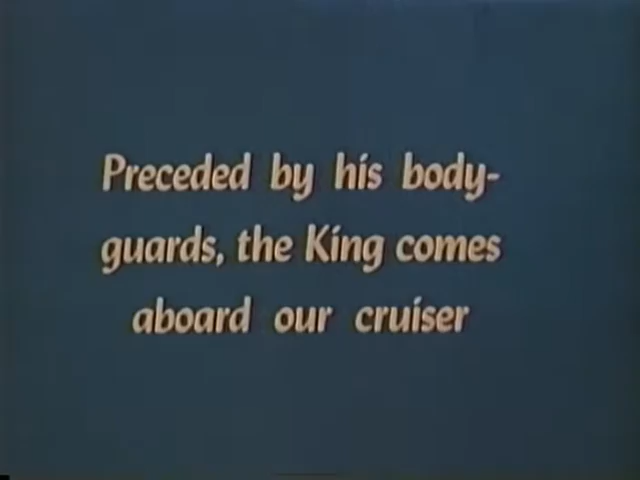 Preceded by his body-
guards, the King comes
aboard our cruiser